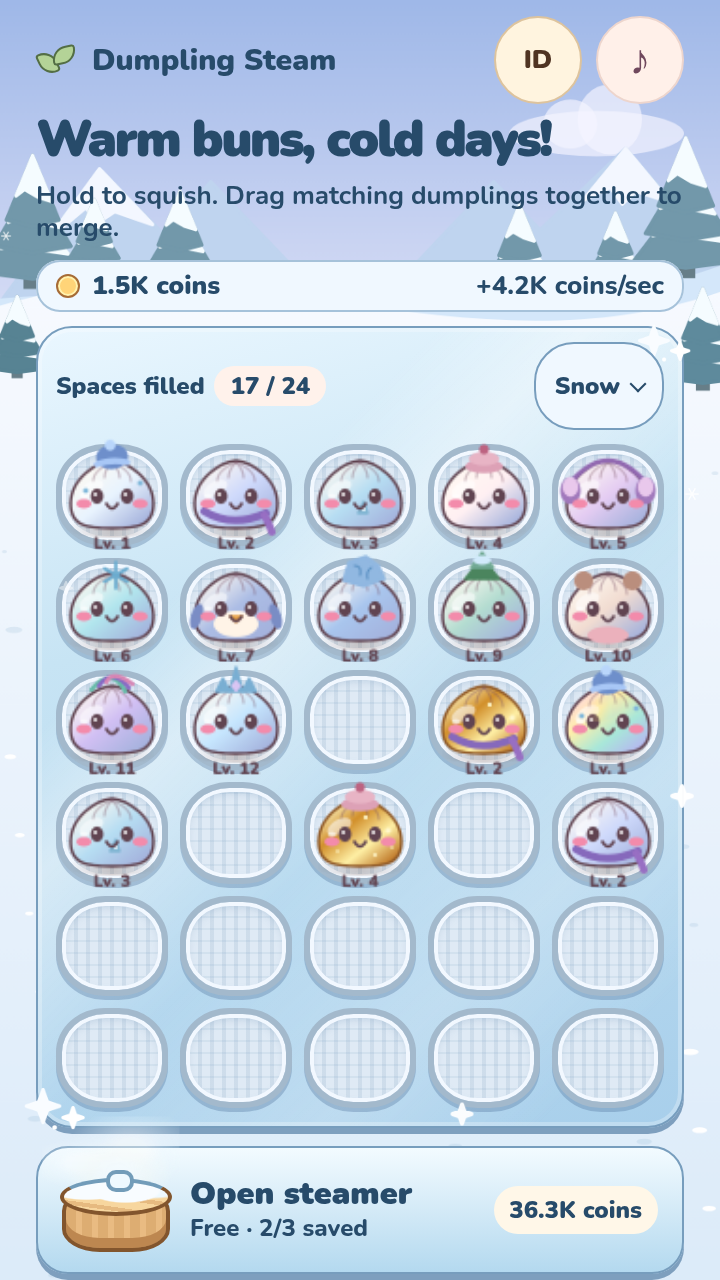 Dumpling Steam
ID
Warm buns, cold days!
Hold to squish. Drag matching dumplings together to
merge.
1.5K coins
+4.2K coins/sec
Spaces filled 17 / 24
Snow
Lv. 1 Lv. 2 Lv. 3 Lv. 4 Lv. 5
Lv. 6 Lv. 7 Lv. 8 Lv. 9 Lv. 10
Lv. 11 Lv. 12 Lv. 2 Lv. 1
Lv. 3 Lv. 4 Lv. 2
Open steamer
Free · 2/3 saved
36.3K coins